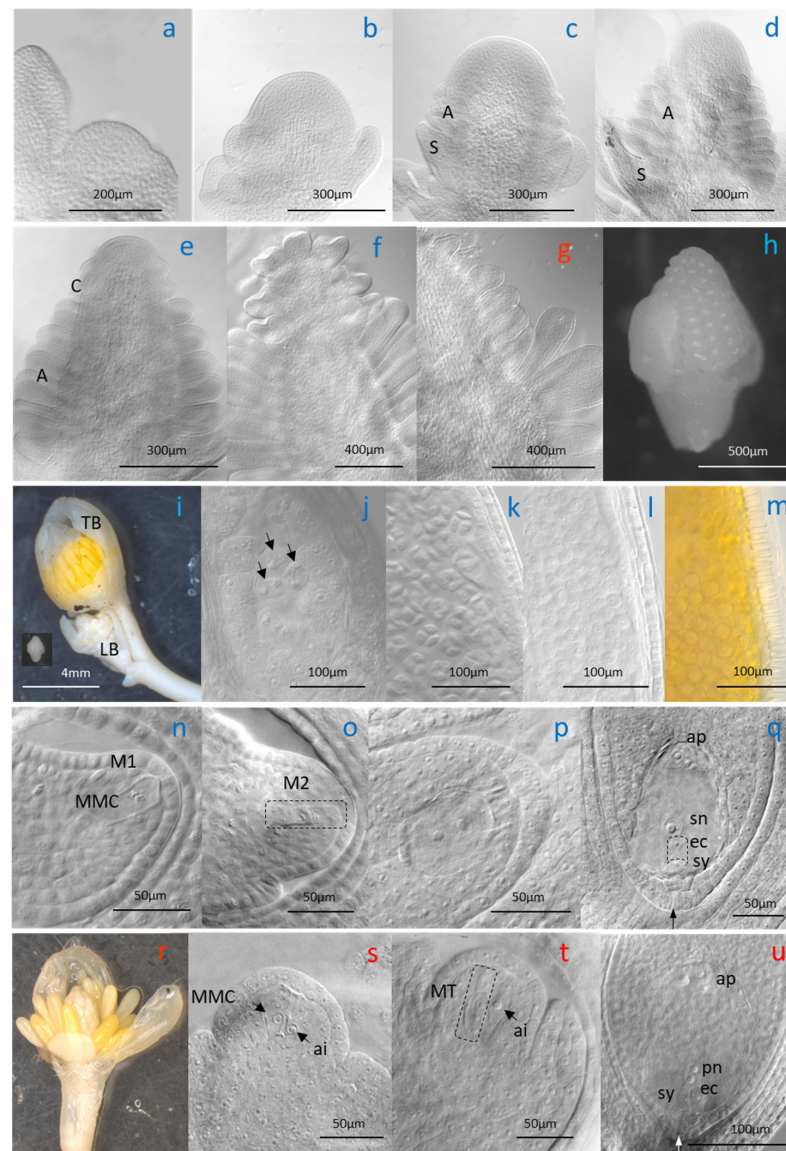 a
200μm
b
300μm
c
A
S
300μm
d
A
S
300μm
e
C
A
300μm
f
400μm
g
400μm
h
500μm
i
TB
LB
4mm
j
100μm
k
100μm
l
100μm
m
100μm
n
M1
MMC
50μm
o
M2
50μm
p
50μm
q
ap
sn
ec
sy
50μm
r
s
MMC
ai
50μm
t
MT
ai
50μm
u
ap
pn
ec
sy
100μm